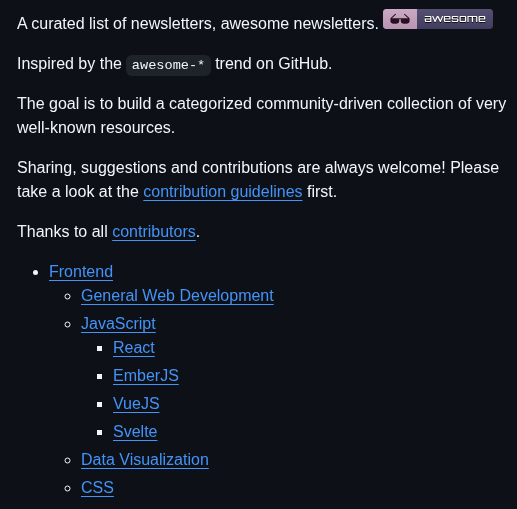 A curated list of newsletters, awesome newsletters. awesome
Inspired by the awesome-* trend on GitHub.
The goal is to build a categorized community-driven collection of very
well-known resources.
Sharing, suggestions and contributions are always welcome! Please
take a look at the contribution guidelines first.
Thanks to all contributors.
Frontend
General Web Development
JavaScript
React
EmberJS
VueJS
Svelte
Data Visualization
CSS